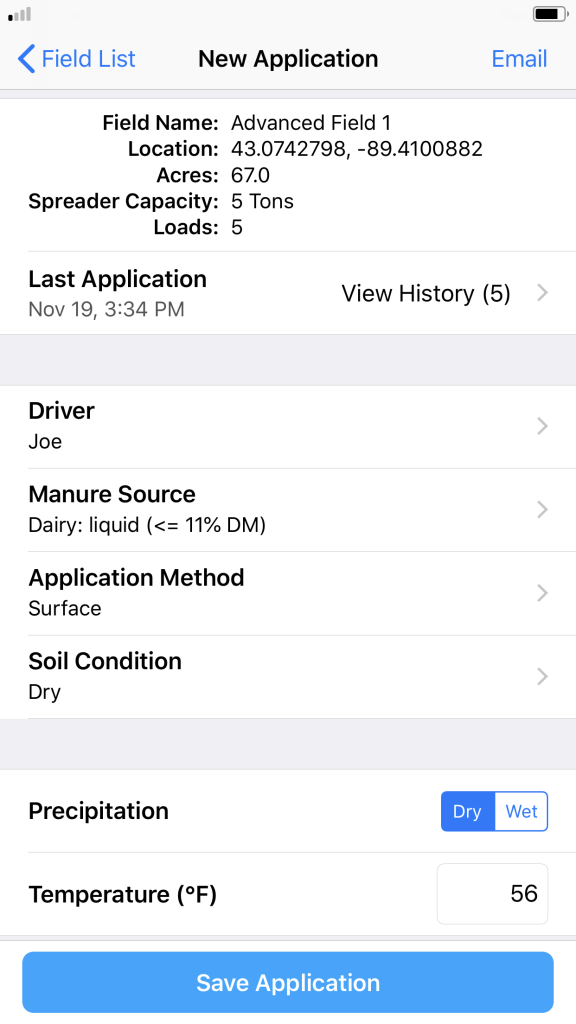 Field List New Application Email
Field Name: Advanced Field 1
Location: 43.0742798, -89.4100882
Acres: 67.0
Spreader Capacity: 5 Tons
Loads: 5
Last Application
Nov 19, 3:34 PM
View History (5)
Driver
Joe
Manure Source
Dairy: liquid (<= 11% DM)
Application Method
Surface
Soil Condition
Dry
Precipitation Dry Wet
Temperature (°F) 56
Save Application